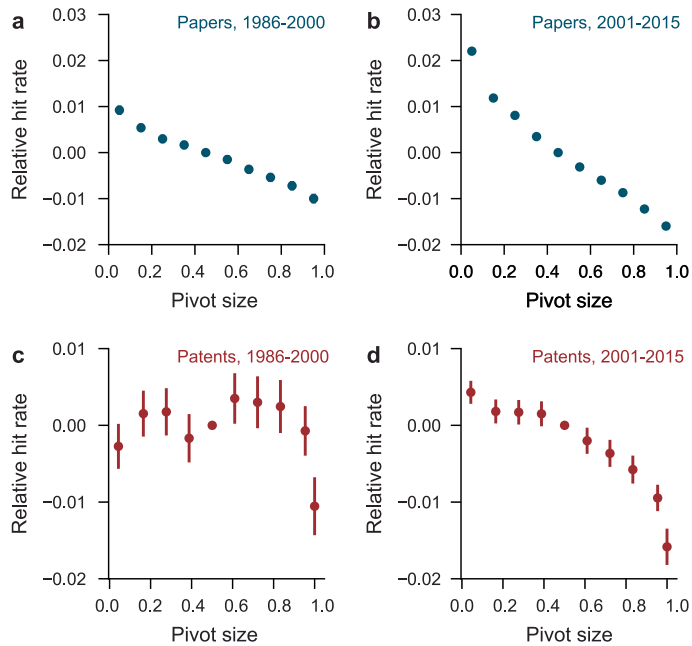 a
Papers, 1986-2000
Relative hit rate
0.03
0.02
0.01
0.00
−0.01
−0.02
0.0 0.2 0.4 0.6 0.8 1.0
Pivot size
b
Papers, 2001-2015
Relative hit rate
0.03
0.02
0.01
0.00
−0.01
−0.02
0.0 0.2 0.4 0.6 0.8 1.0
Pivot size
c
Patents, 1986-2000
Relative hit rate
0.01
0.00
−0.01
−0.02
0.0 0.2 0.4 0.6 0.8 1.0
Pivot size
d
Patents, 2001-2015
Relative hit rate
0.01
0.00
−0.01
−0.02
0.0 0.2 0.4 0.6 0.8 1.0
Pivot size